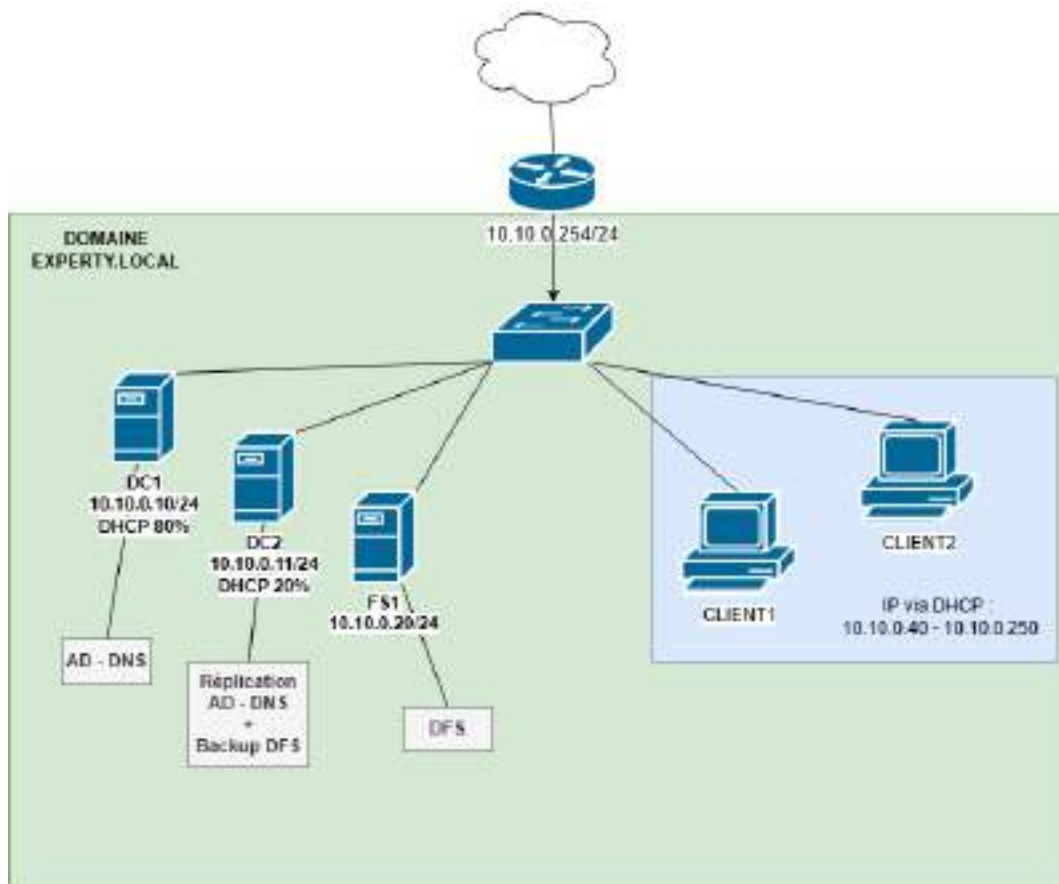 10.10.0.254/24
DOMAINE
EXPERTY.LOCAL
DC1
10.10.0.10/24
DHCP 80%
DC2
10.10.0.11/24
DHCP 20%
FS1
10.10.0.20/24
CLIENT1
CLIENT2
IP via DHCP :
10.10.0.40 - 10.10.0.250
AD - DNS
Réplication
AD - DNS
+
Backup DFS
DFS